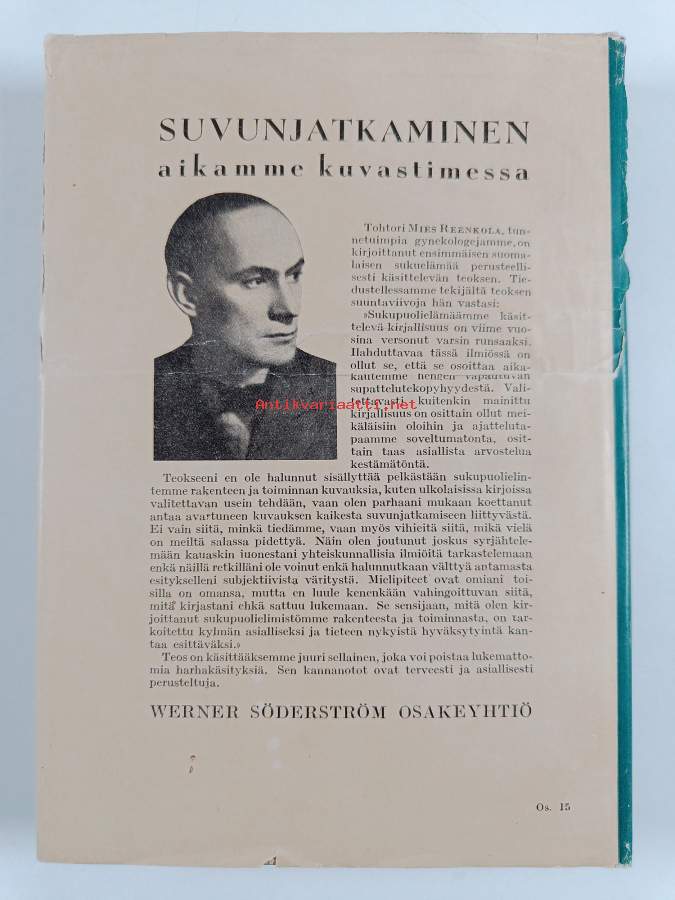 SUVUNJATKAMINEN
aikamme kuvastimessa
Tohtori MIES REENKOLA, tun-
netuimpia gynekologejamme, on
kirjoittanut ensimmäisen suoma-
laisen sukuelämää perusteelli-
sesti käsittelevän teoksen. Tie-
dustellessamme tekijältä teoksen
suuntaviivoja hän vastasi:
»Sukupuolielämäämme käsit-
televä kirjallisuus on viime vuo-
sina versonut varsin runsaaksi.
Ilahduttavaa tässä ilmiössä on
ollut se, että se osoittaa aika-
kautemme hengen vapautuvan
supattelutekopyhyydestä. Vali-
tettavasti kuitenkin mainittu
Antikvariaatti.net
kirjallisuus on osittain ollut mei-
käläisiin oloihin ja ajatteluta-
paamme soveltumatonta, osit-
tain taas asiallista arvostelua
kestämätöntä.
Teokseeni en ole halunnut sisällyttää pelkästään sukupuolielin-
temme rakenteen ja toiminnan kuvauksia, kuten ulkolaisissa kirjoissa
valitettavan usein tehdään, vaan olen parhaani mukaan koettanut
antaa avartuneen kuvauksen kaikesta suvunjatkamiseen liittyvästä.
Ei vain siitä, minkä tiedämme, vaan myös vihjeitä siitä, mikä vielä
on meiltä salassa pidettyä. Näin olen joutunut joskus syrjähtele-
mään kauaskin luonestani yhteiskunnallisia ilmiöitä tarkastelemaan
enkä näillä retkilläni ole voinut enkä halunnutkaan välttyä antamasta
esitykselleni subjektiivista väritystä. Mielipiteet ovat omiani toi-
silla on omansa, mutta en luule kenenkään vahingoittuvan siitä,
mitä kirjastani ehkä sattuu lukemaan. Se sensijaan, mitä olen kir-
joittanut sukupuolielimistömme rakenteesta ja toiminnasta, on tar-
koitettu kylmän asialliseksi ja tieteen nykyistä hyväksytyintä kan-
taa esittäväksi.»
Teos on käsittääksemme juuri sellainen, joka voi poistaa lukematto-
mia harhakäsityksiä. Sen kannanotot ovat terveesti ja asiallisesti
perusteltuja.
WERNER SÖDERSTRÖM OSAKEYHTIÖ
Os. 15